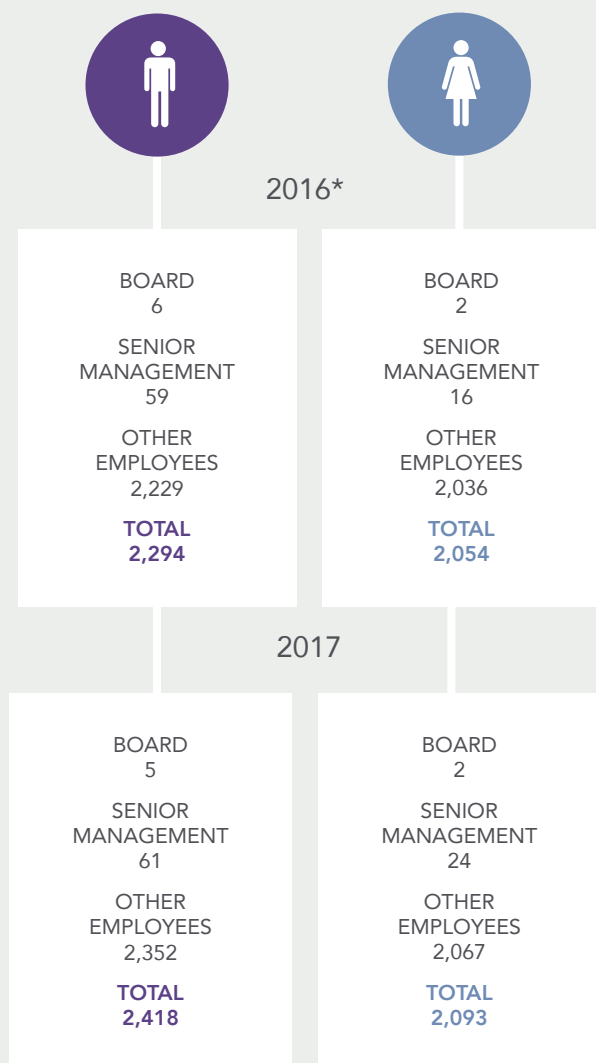 2016*
BOARD
6
SENIOR
MANAGEMENT
59
OTHER
EMPLOYEES
2,229
TOTAL
2,294
BOARD
2
SENIOR
MANAGEMENT
16
OTHER
EMPLOYEES
2,036
TOTAL
2,054
2017
BOARD
5
SENIOR
MANAGEMENT
61
OTHER
EMPLOYEES
2,352
TOTAL
2,418
BOARD
2
SENIOR
MANAGEMENT
24
OTHER
EMPLOYEES
2,067
TOTAL
2,093